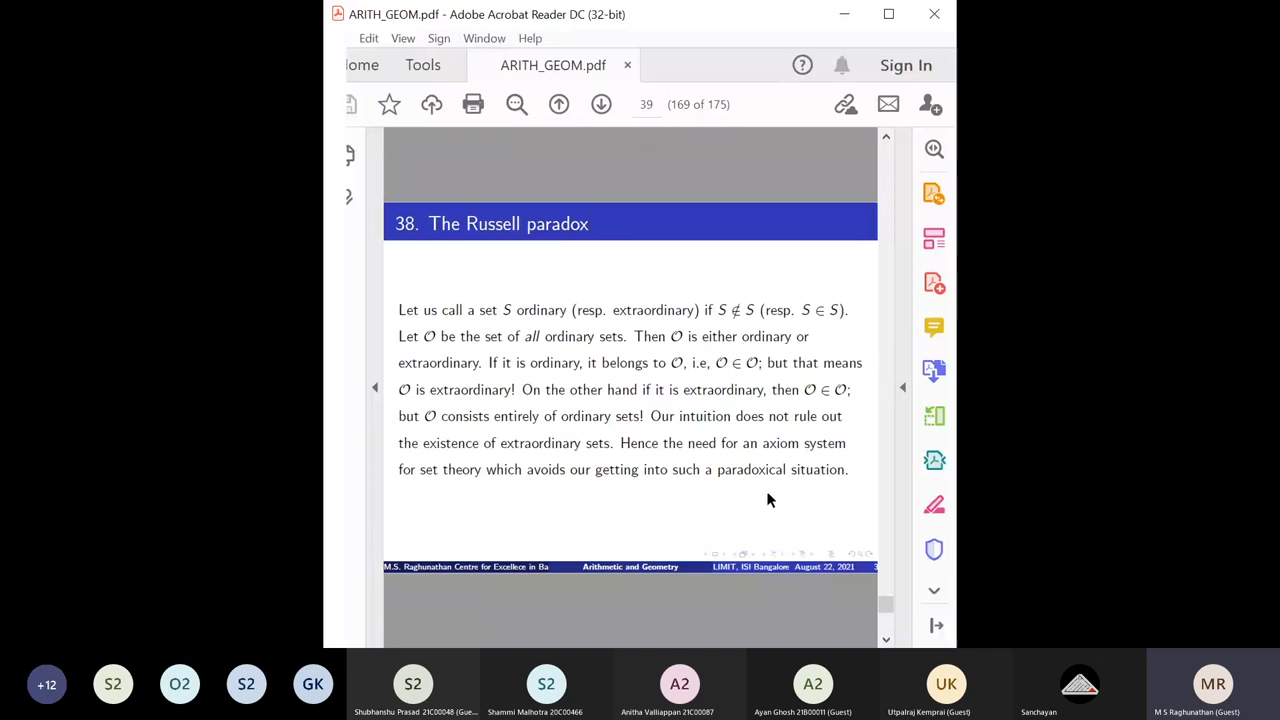 ARITH_GEOM.pdf - Adobe Acrobat Reader DC (32-bit)
Edit View Sign Window Help
ome Tools ARITH_GEOM.pdf × Sign In
39 (169 of 175)
38. The Russell paradox
Let us call a set S ordinary (resp. extraordinary) if S ∉ S (resp. S ∈ S).
Let 𝒪 be the set of all ordinary sets. Then 𝒪 is either ordinary or
extraordinary. If it is ordinary, it belongs to 𝒪, i.e, 𝒪 ∈ 𝒪; but that means
𝒪 is extraordinary! On the other hand if it is extraordinary, then 𝒪 ∈ 𝒪;
but 𝒪 consists entirely of ordinary sets! Our intuition does not rule out
the existence of extraordinary sets. Hence the need for an axiom system
for set theory which avoids our getting into such a paradoxical situation.
M.S. Raghunathan Centre for Excellece in Ba Arithmetic and Geometry LIMIT, ISI Bangalore August 22, 2021 3
+12 S2 O2 S2 GK S2 S2 A2 A2 UK MR
Shubhanshu Prasad 21C00048 (Gue... Shammi Malhotra 20C00466 Anitha Valliappan 21C00087 Ayan Ghosh 21B00011 (Guest) Utpalraj Kemprai (Guest) Sanchayan M S Raghunathan (Guest)